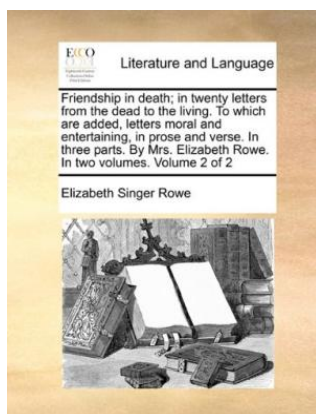 ECCO
Literature and Language
Friendship in death; in twenty letters
from the dead to the living. To which
are added, letters moral and
entertaining, in prose and verse. In
three parts. By Mrs. Elizabeth Rowe.
In two volumes. Volume 2 of 2
Elizabeth Singer Rowe